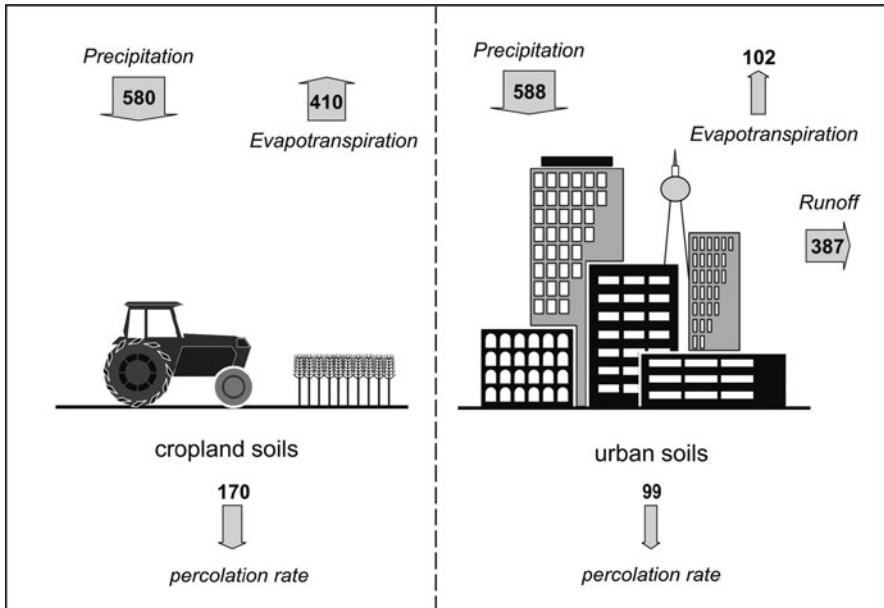 Precipitation
580
410
Evapotranspiration
cropland soils
170
percolation rate
Precipitation
588
102
Evapotranspiration
Runoff
387
urban soils
99
percolation rate